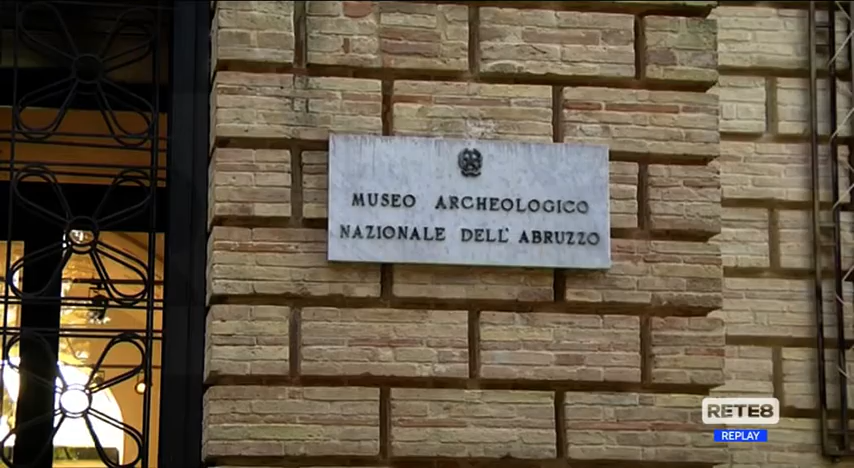 MUSEO ARCHEOLOGICO
NAZIONALE DELL'ABRUZZO
RETE8
REPLAY